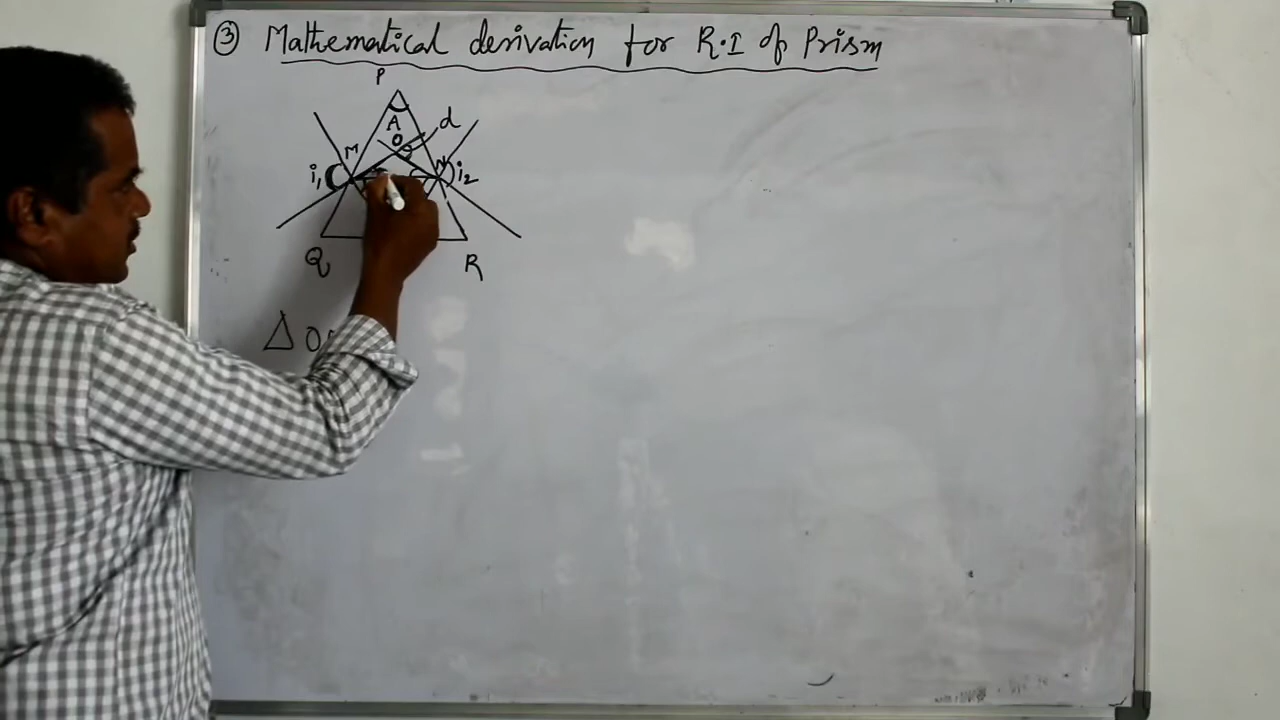 ③ Mathematical derivation for R.I of Prism
P
A
d
O
M
N
i₁
i₂
Q
R
Δ